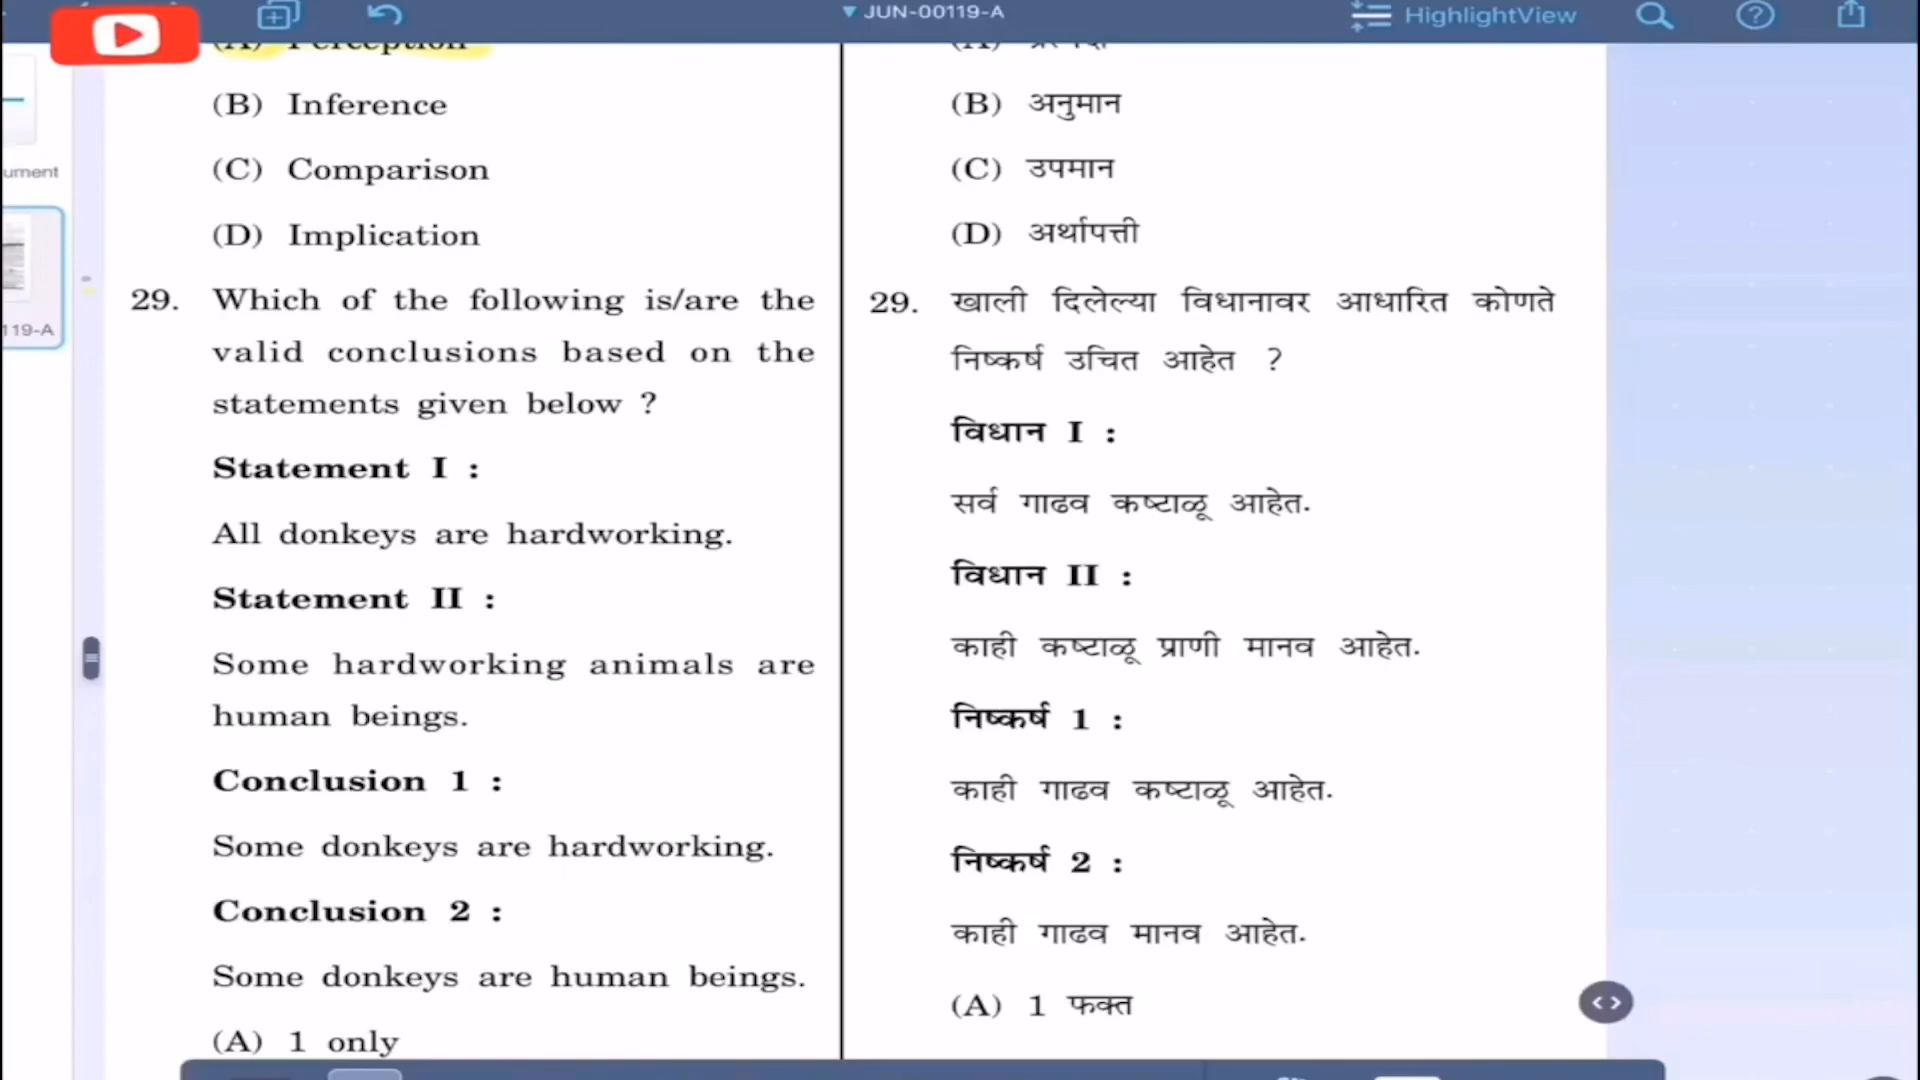 JUN-00119-A
HighlightView
ument
119-A
(A) Perception
(B) Inference
(C) Comparison
(D) Implication
29. Which of the following is/are the
valid conclusions based on the
statements given below ?
Statement I :
All donkeys are hardworking.
Statement II :
Some hardworking animals are
human beings.
Conclusion 1 :
Some donkeys are hardworking.
Conclusion 2 :
Some donkeys are human beings.
(A) 1 only
(B) अनुमान
(C) उपमान
(D) अर्थापत्ती
29. खाली दिलेल्या विधानावर आधारित कोणते
निष्कर्ष उचित आहेत ?
विधान I :
सर्व गाढव कष्टाळू आहेत.
विधान II :
काही कष्टाळू प्राणी मानव आहेत.
निष्कर्ष 1 :
काही गाढव कष्टाळू आहेत.
निष्कर्ष 2 :
काही गाढव मानव आहेत.
(A) 1 फक्त